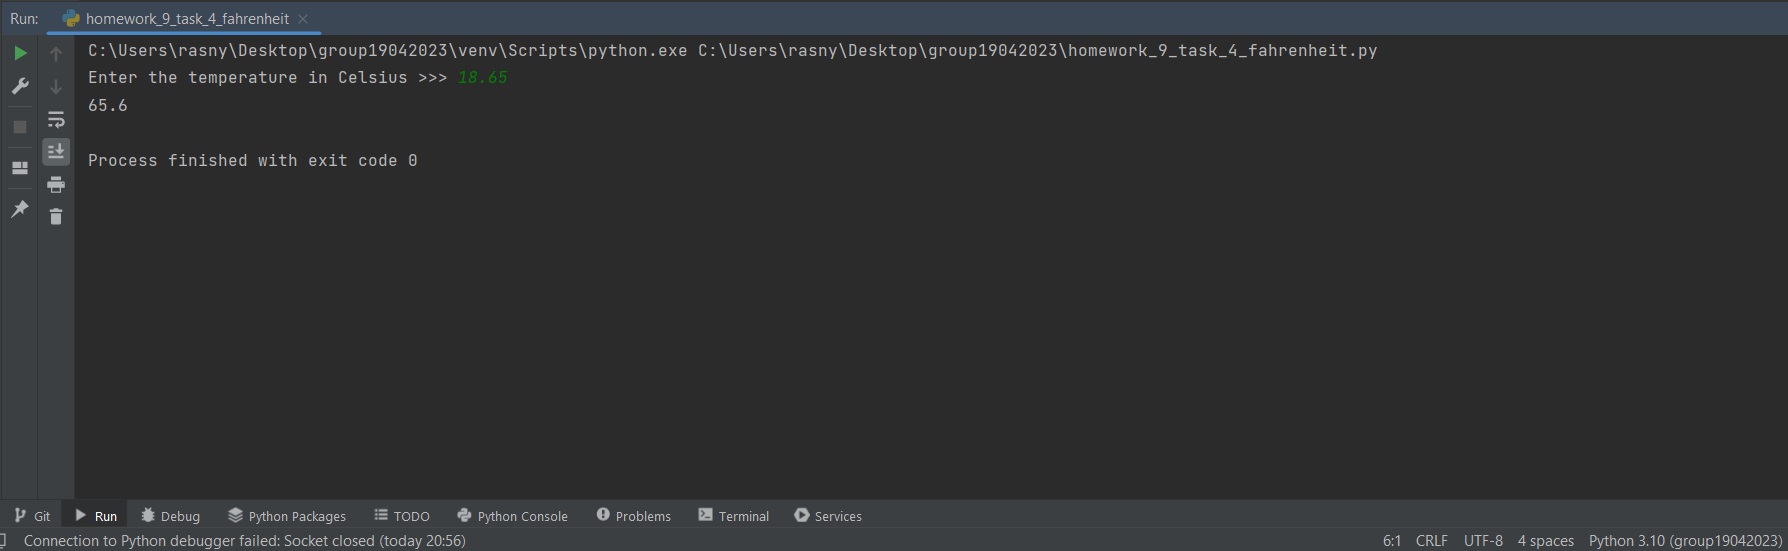 Run: homework_9_task_4_fahrenheit
C:\Users\rasny\Desktop\group19042023\venv\Scripts\python.exe C:\Users\rasny\Desktop\group19042023\homework_9_task_4_fahrenheit.py
Enter the temperature in Celsius >>> 18.65
65.6
Process finished with exit code 0
Git Run Debug Python Packages TODO Python Console Problems Terminal Services
Connection to Python debugger failed: Socket closed (today 20:56) 6:1 CRLF UTF-8 4 spaces Python 3.10 (group19042023)